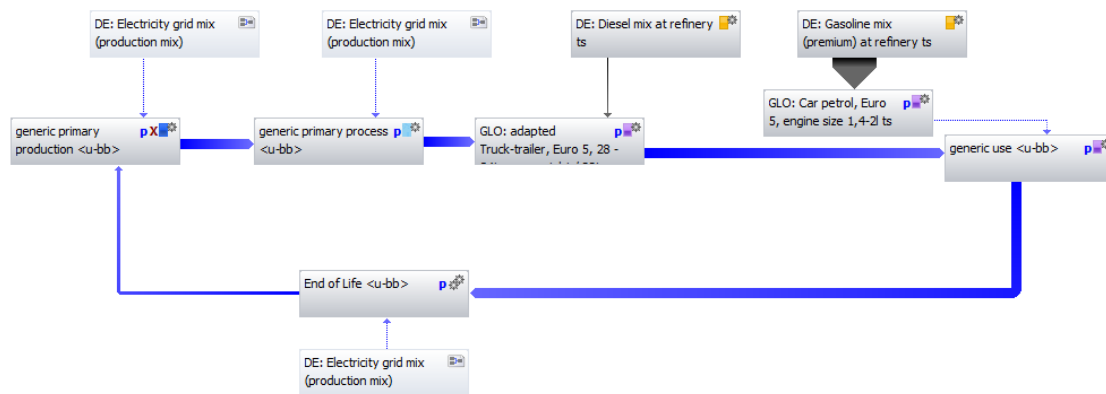 DE: Electricity grid mix
(production mix)
DE: Electricity grid mix
(production mix)
DE: Diesel mix at refinery
ts
DE: Gasoline mix
(premium) at refinery ts
GLO: Car petrol, Euro
5, engine size 1,4-2l ts
generic primary
production <u-bb>
pX
generic primary process
<u-bb>
p
GLO: adapted
Truck-trailer, Euro 5, 28 -
p
p
generic use <u-bb>
p
End of Life <u-bb>
p
DE: Electricity grid mix
(production mix)